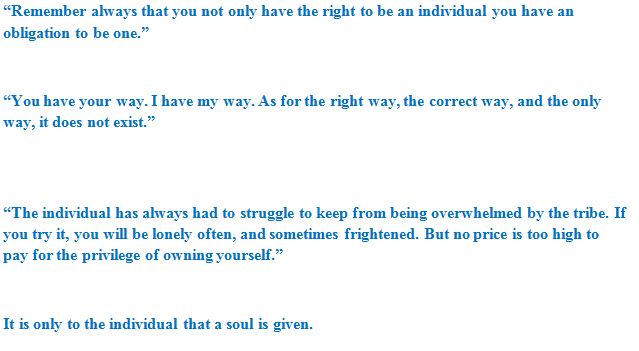 “Remember always that you not only have the right to be an individual you have an
obligation to be one.”
“You have your way. I have my way. As for the right way, the correct way, and the only
way, it does not exist.”
“The individual has always had to struggle to keep from being overwhelmed by the tribe. If
you try it, you will be lonely often, and sometimes frightened. But no price is too high to
pay for the privilege of owning yourself.”
It is only to the individual that a soul is given.